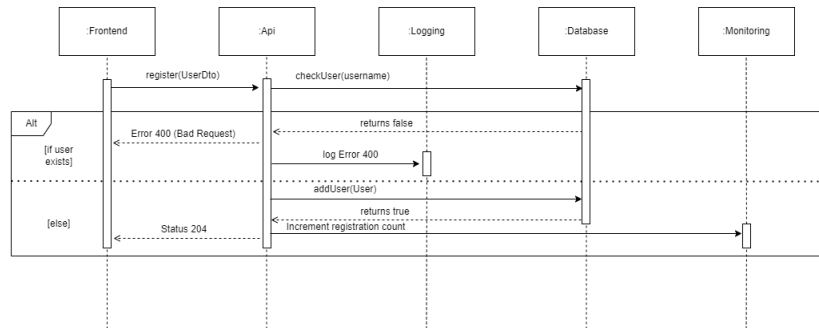 :Frontend
:Api
:Logging
:Database
:Monitoring
register(UserDto)
checkUser(username)
Alt
returns false
Error 400 (Bad Request)
[if user
exists]
log Error 400
addUser(User)
returns true
[else]
Status 204
Increment registration count